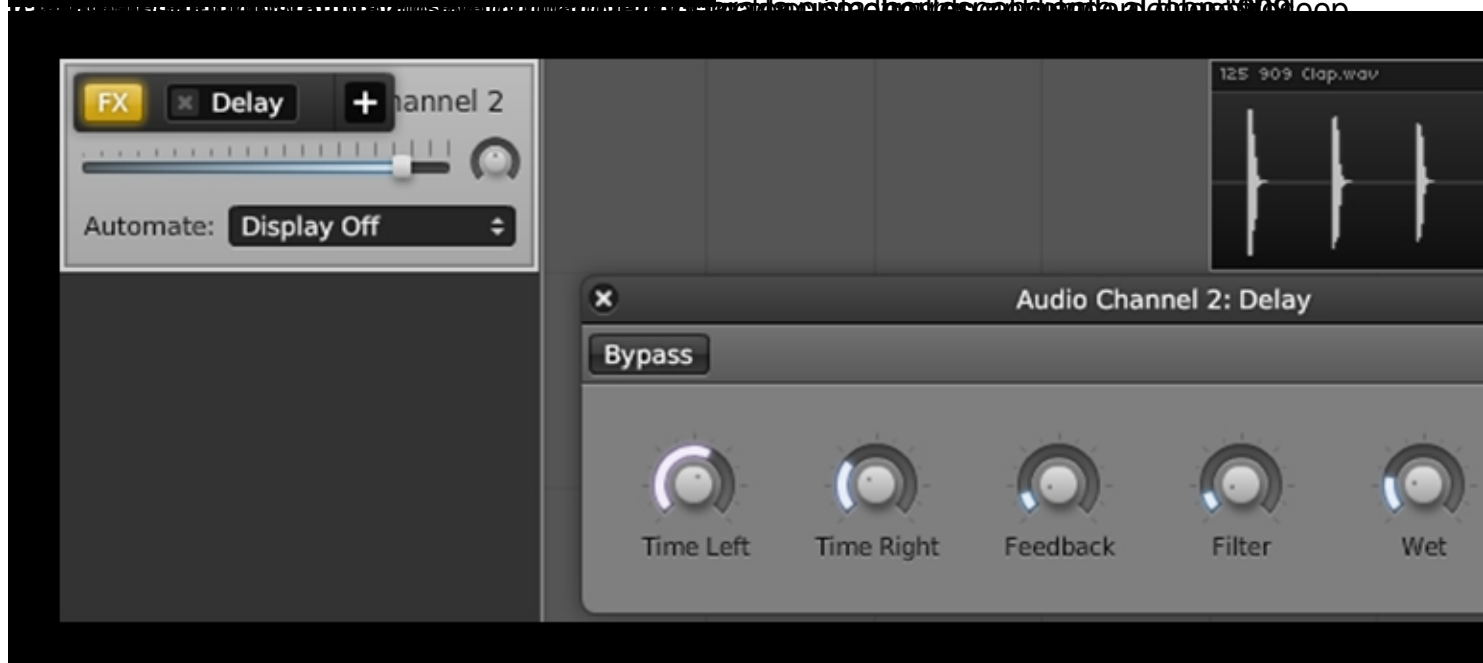 FX × Delay + hannel 2
125 909 Clap.wav
Automate: Display Off
Audio Channel 2: Delay
Bypass
Time Left Time Right Feedback Filter Wet